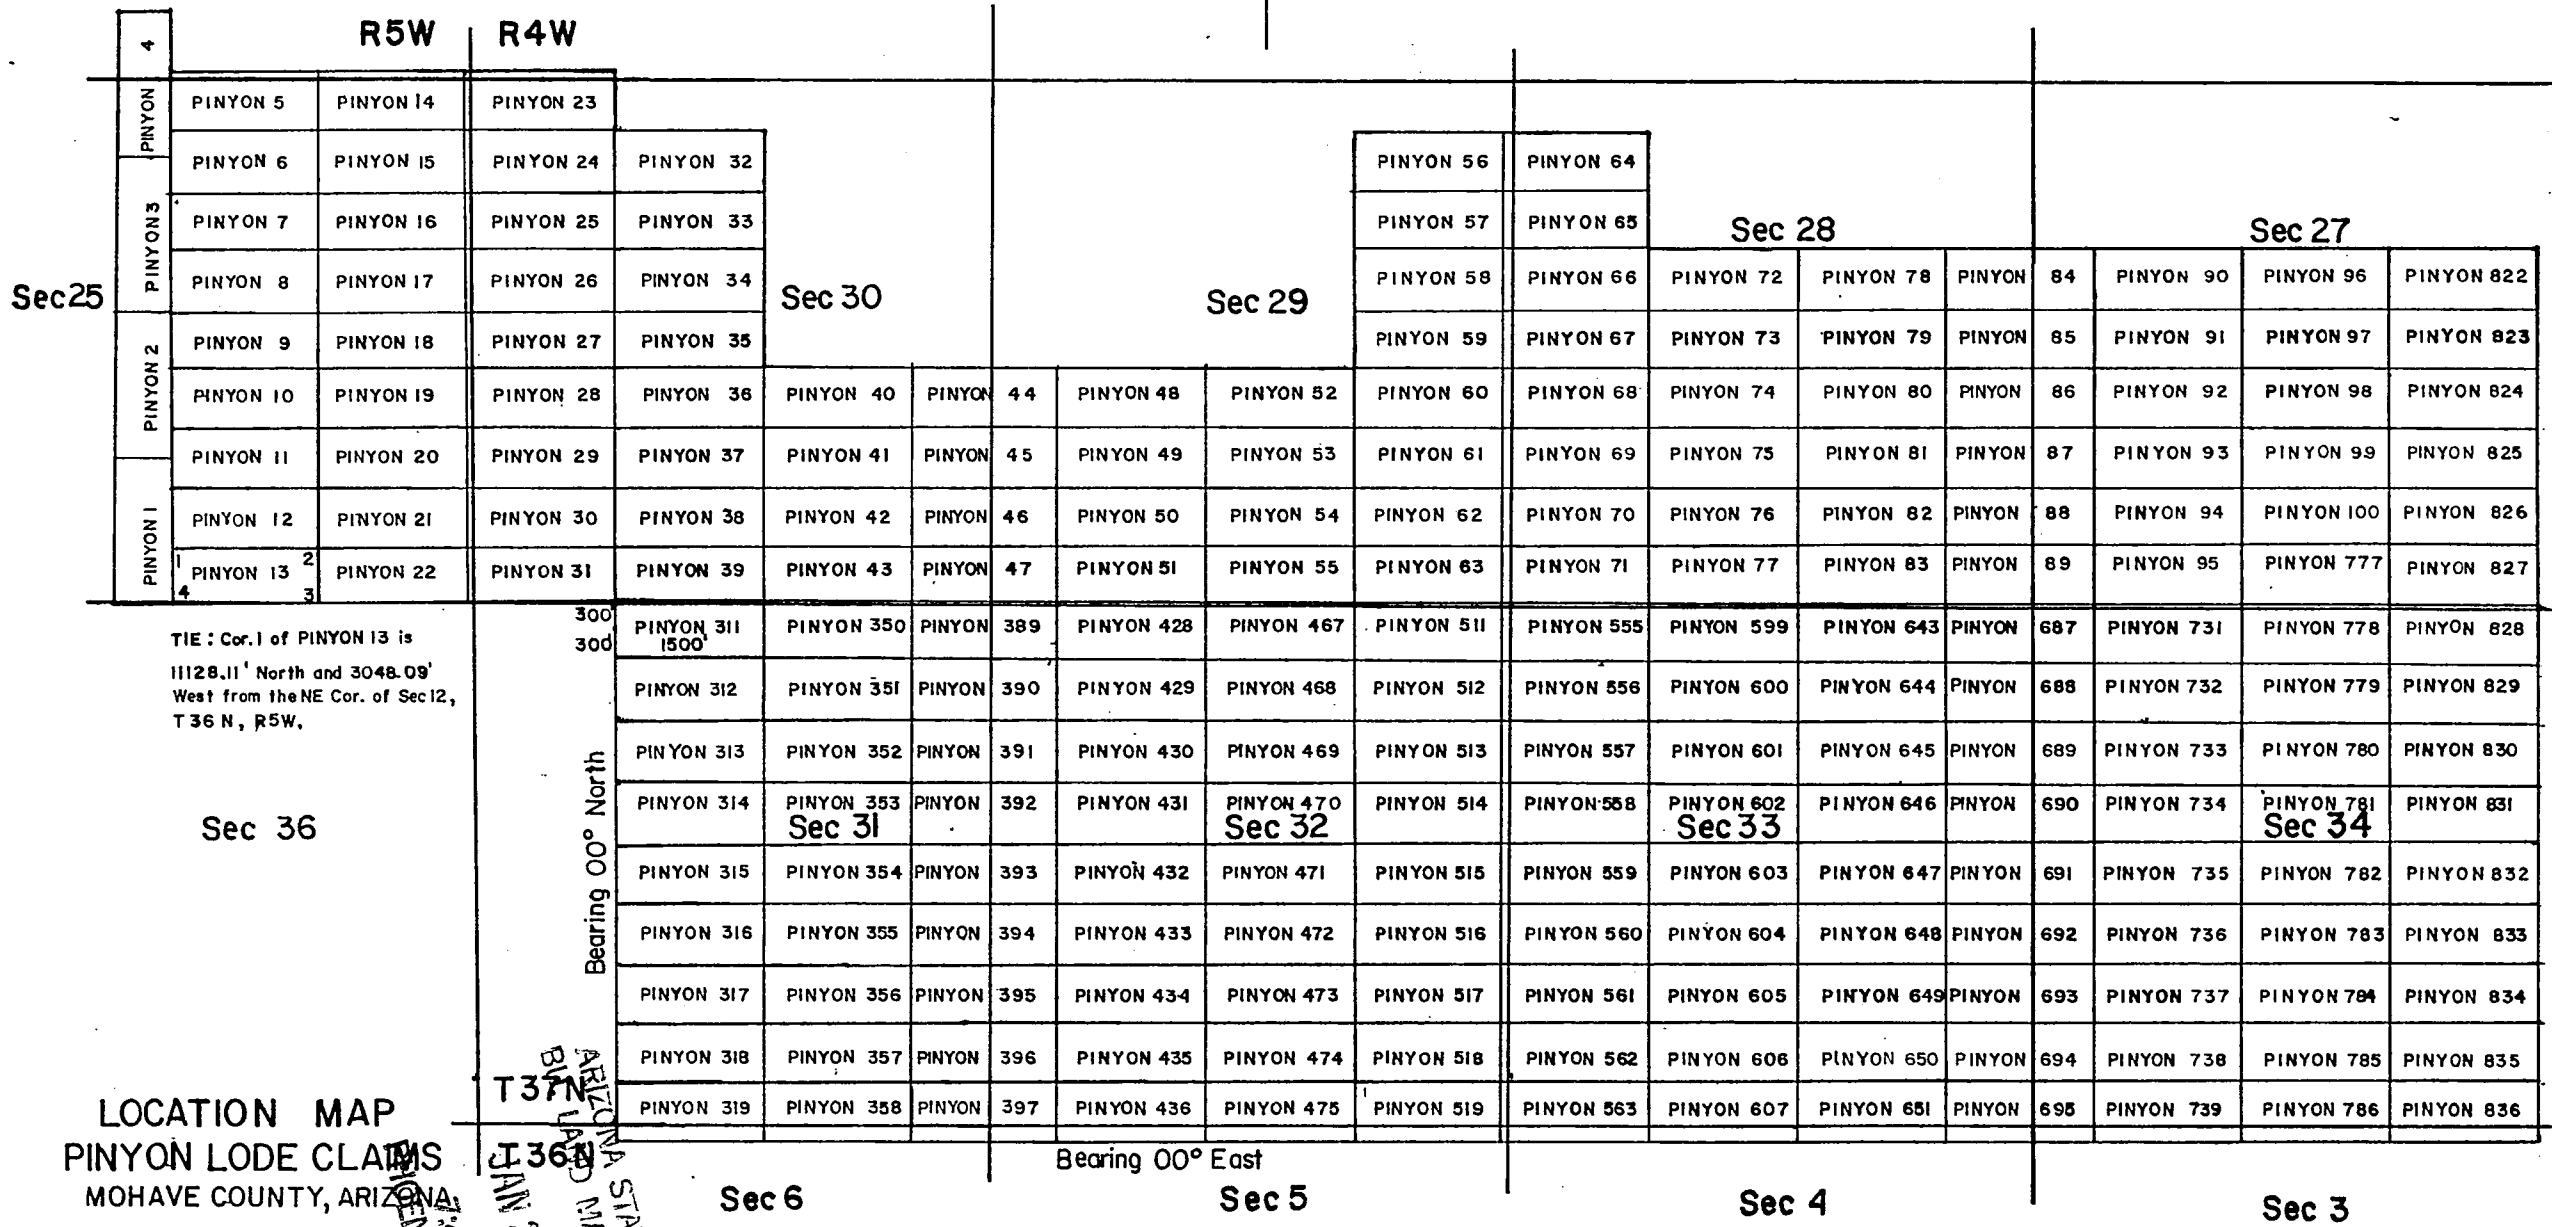 R5W R4W
4
PINYON
PINYON 5 PINYON 14 PINYON 23
PINYON 6 PINYON 15 PINYON 24 PINYON 32 PINYON 56 PINYON 64
PINYON 3
PINYON 7 PINYON 16 PINYON 25 PINYON 33 PINYON 57 PINYON 65 Sec 28 Sec 27
PINYON 8 PINYON 17 PINYON 26 PINYON 34 PINYON 58 PINYON 66 PINYON 72 PINYON 78 PINYON 84 PINYON 90 PINYON 96 PINYON 822
Sec 25 Sec 30 Sec 29
PINYON 2
PINYON 9 PINYON 18 PINYON 27 PINYON 35 PINYON 59 PINYON 67 PINYON 73 PINYON 79 PINYON 85 PINYON 91 PINYON 97 PINYON 823
PINYON 10 PINYON 19 PINYON 28 PINYON 36 PINYON 40 PINYON 44 PINYON 48 PINYON 52 PINYON 60 PINYON 68 PINYON 74 PINYON 80 PINYON 86 PINYON 92 PINYON 98 PINYON 824
PINYON 11 PINYON 20 PINYON 29 PINYON 37 PINYON 41 PINYON 45 PINYON 49 PINYON 53 PINYON 61 PINYON 69 PINYON 75 PINYON 81 PINYON 87 PINYON 93 PINYON 99 PINYON 825
PINYON 1
PINYON 12 PINYON 21 PINYON 30 PINYON 38 PINYON 42 PINYON 46 PINYON 50 PINYON 54 PINYON 62 PINYON 70 PINYON 76 PINYON 82 PINYON 88 PINYON 94 PINYON 100 PINYON 826
1 2
PINYON 13 PINYON 22 PINYON 31 PINYON 39 PINYON 43 PINYON 47 PINYON 51 PINYON 55 PINYON 63 PINYON 71 PINYON 77 PINYON 83 PINYON 89 PINYON 95 PINYON 777 PINYON 827
4 3
300'
300'
PINYON 311 PINYON 350 PINYON 389 PINYON 428 PINYON 467 PINYON 511 PINYON 555 PINYON 599 PINYON 643 PINYON 687 PINYON 731 PINYON 778 PINYON 828
1500'
TIE: Cor. 1 of PINYON 13 is
11128.11' North and 3048.09'
West from the NE Cor. of Sec 12,
T 36 N, R5W.
PINYON 312 PINYON 351 PINYON 390 PINYON 429 PINYON 468 PINYON 512 PINYON 556 PINYON 600 PINYON 644 PINYON 688 PINYON 732 PINYON 779 PINYON 829
PINYON 313 PINYON 352 PINYON 391 PINYON 430 PINYON 469 PINYON 513 PINYON 557 PINYON 601 PINYON 645 PINYON 689 PINYON 733 PINYON 780 PINYON 830
PINYON 314 PINYON 353 PINYON 392 PINYON 431 PINYON 470 PINYON 514 PINYON 558 PINYON 602 PINYON 646 PINYON 690 PINYON 734 PINYON 781 PINYON 831
Sec 36 Sec 31 Sec 32 Sec 33 Sec 34
Bearing 00° North
PINYON 315 PINYON 354 PINYON 393 PINYON 432 PINYON 471 PINYON 515 PINYON 559 PINYON 603 PINYON 647 PINYON 691 PINYON 735 PINYON 782 PINYON 832
PINYON 316 PINYON 355 PINYON 394 PINYON 433 PINYON 472 PINYON 516 PINYON 560 PINYON 604 PINYON 648 PINYON 692 PINYON 736 PINYON 783 PINYON 833
PINYON 317 PINYON 356 PINYON 395 PINYON 434 PINYON 473 PINYON 517 PINYON 561 PINYON 605 PINYON 649 PINYON 693 PINYON 737 PINYON 784 PINYON 834
PINYON 318 PINYON 357 PINYON 396 PINYON 435 PINYON 474 PINYON 518 PINYON 562 PINYON 606 PINYON 650 PINYON 694 PINYON 738 PINYON 785 PINYON 835
PINYON 319 PINYON 358 PINYON 397 PINYON 436 PINYON 475 PINYON 519 PINYON 563 PINYON 607 PINYON 651 PINYON 695 PINYON 739 PINYON 786 PINYON 836
T37N
T36N
ARIZONA
LAND
JAN
Bearing 00° East
LOCATION MAP
PINYON LODE CLAIMS
MOHAVE COUNTY, ARIZONA
Sec 6 Sec 5 Sec 4 Sec 3